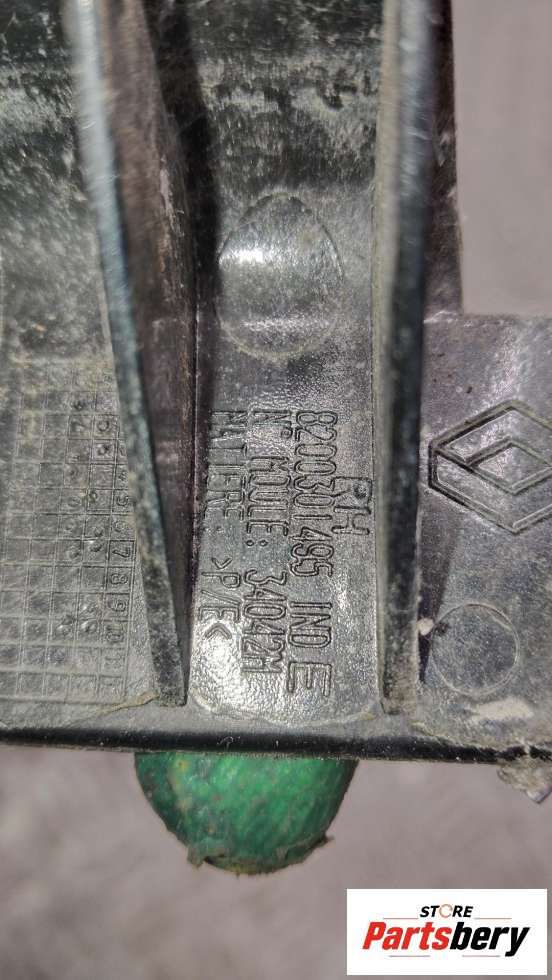 RH
8200301495 IND E
N° MOULE: 34042M
MATIERE: >P/E<
STORE
Partsbery